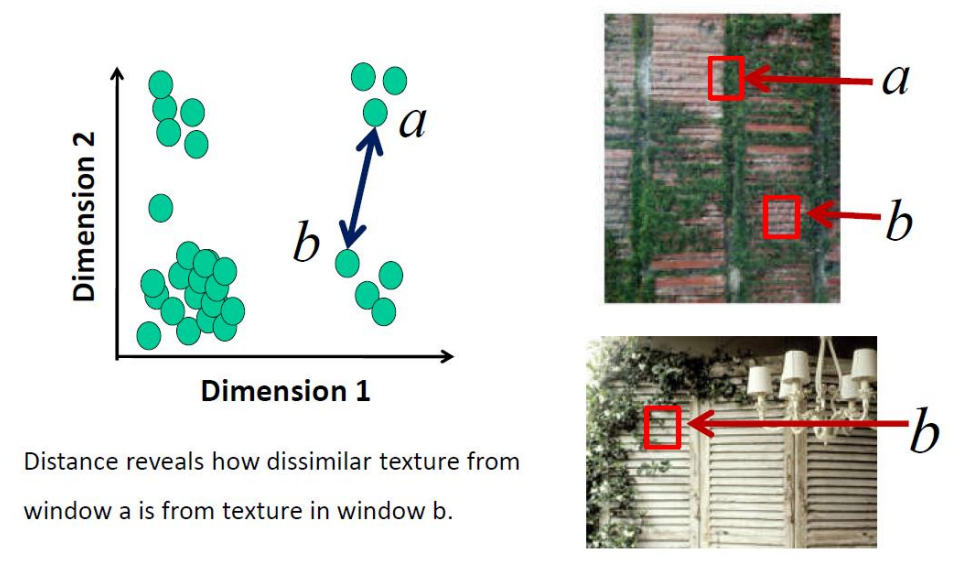 Dimension 2
a
b
Dimension 1
Distance reveals how dissimilar texture from
window a is from texture in window b.
a
b
b